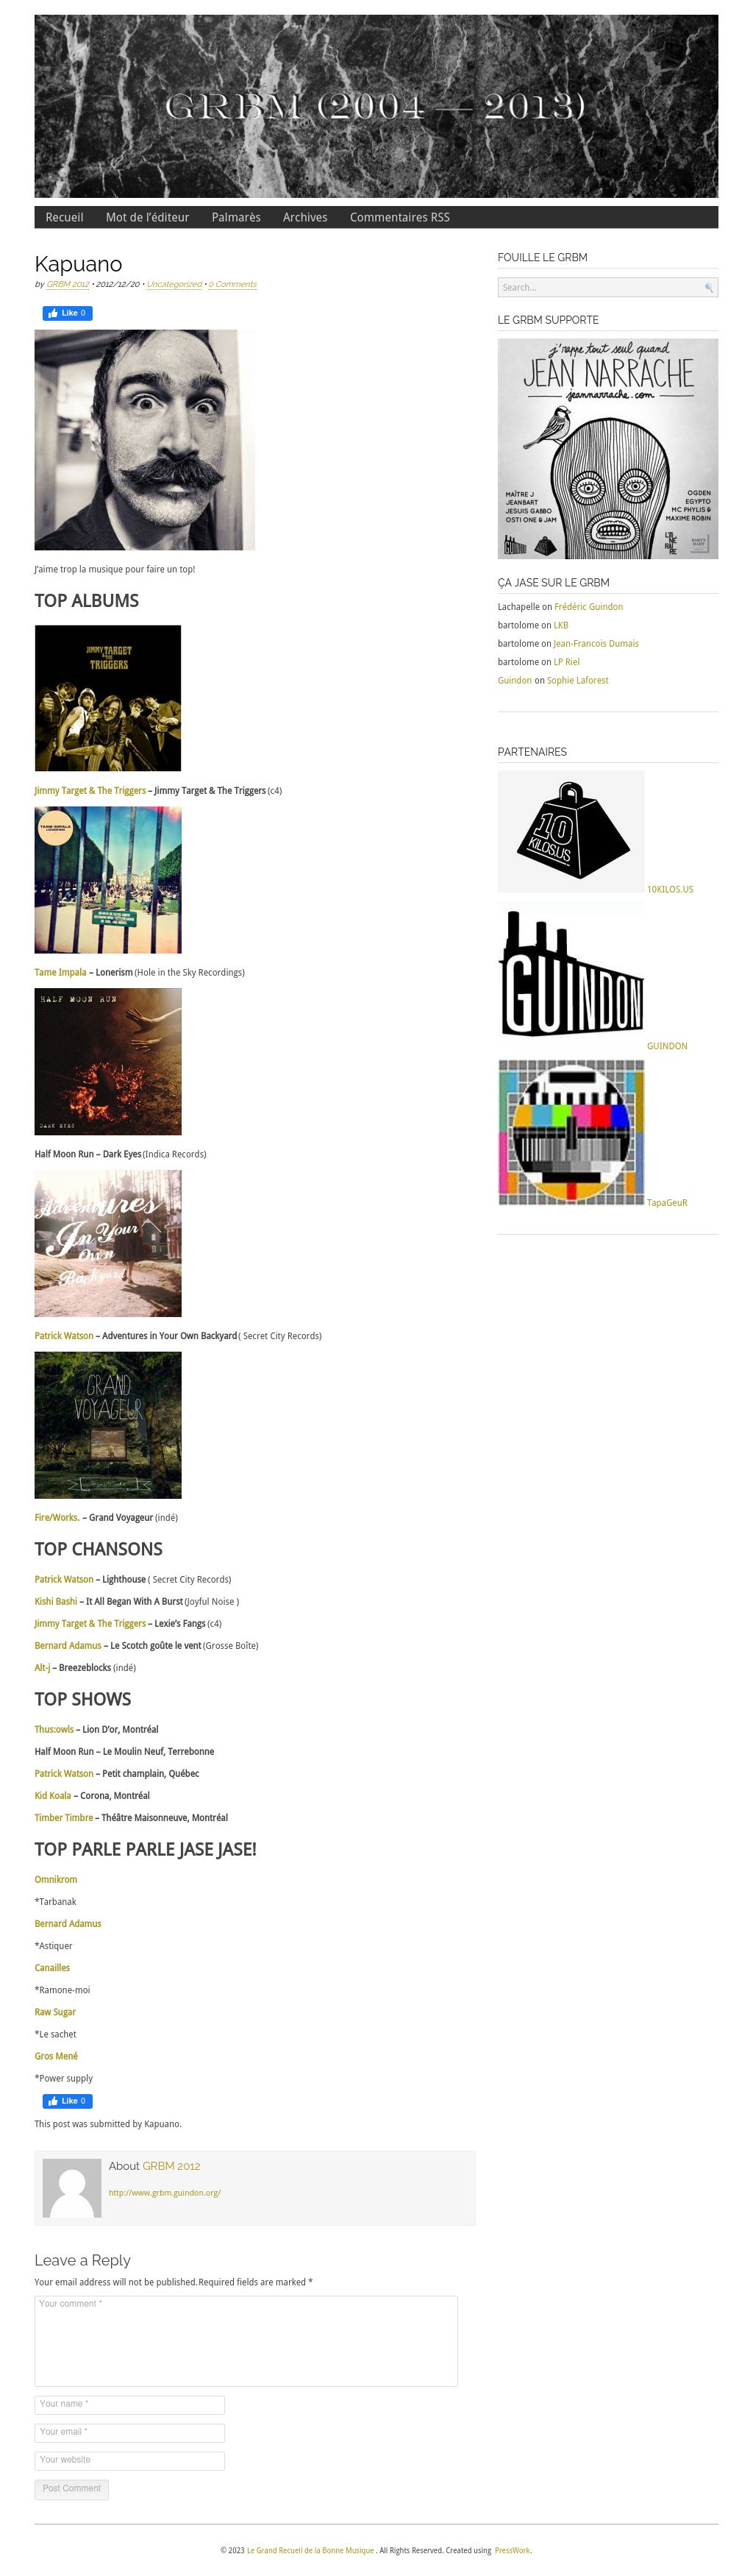 GRBM (2004 — 2013)
Recueil Mot de l'éditeur Palmarès Archives Commentaires RSS
Kapuano
by GRBM 2012 • 2012/12/20 • Uncategorized • 0 Comments
Like 0
J'aime trop la musique pour faire un top!
TOP ALBUMS
JIMMY TARGET
& THE
TRIGGERS
Jimmy Target & The Triggers – Jimmy Target & The Triggers (c4)
TAME IMPALA
LONERISM
Tame Impala – Lonerism (Hole in the Sky Recordings)
HALF MOON RUN
DARK EYES
Half Moon Run – Dark Eyes (Indica Records)
Adventures
In Your
Own
Backyard
Patrick Watson – Adventures in Your Own Backyard ( Secret City Records)
GRAND
VOYAGEUR
Fire/Works. – Grand Voyageur (indé)
TOP CHANSONS
Patrick Watson – Lighthouse ( Secret City Records)
Kishi Bashi – It All Began With A Burst (Joyful Noise )
Jimmy Target & The Triggers – Lexie's Fangs (c4)
Bernard Adamus – Le Scotch goûte le vent (Grosse Boîte)
Alt-j – Breezeblocks (indé)
TOP SHOWS
Thus:owls – Lion D'or, Montréal
Half Moon Run – Le Moulin Neuf, Terrebonne
Patrick Watson – Petit champlain, Québec
Kid Koala – Corona, Montréal
Timber Timbre – Théâtre Maisonneuve, Montréal
TOP PARLE PARLE JASE JASE!
Omnikrom
*Tarbanak
Bernard Adamus
*Astiquer
Canailles
*Ramone-moi
Raw Sugar
*Le sachet
Gros Mené
*Power supply
Like 0
This post was submitted by Kapuano.
About GRBM 2012
http://www.grbm.guindon.org/
Leave a Reply
Your email address will not be published.Required fields are marked *
Your comment *
Your name *
Your email *
Your website
Post Comment
FOUILLE LE GRBM
Search...
LE GRBM SUPPORTE
j'rappe tout seul quand
JEAN NARRACHE
jeannarrache.com
MAÎTRE J
JEANBART
JESUIS GABBO
OSTI ONE & JAM
OGDEN
EGYPTO
MC PHYLIS &
MAXIME ROBIN
ÇA JASE SUR LE GRBM
Lachapelle on Frédéric Guindon
bartolome on LKB
bartolome on Jean-Francois Dumais
bartolome on LP Riel
Guindon on Sophie Laforest
PARTENAIRES
10
KILOS.US
10KILOS.US
GUINDON
GUINDON
TapaGeuR
© 2023 Le Grand Recueil de la Bonne Musique . All Rights Reserved. Created using PressWork.